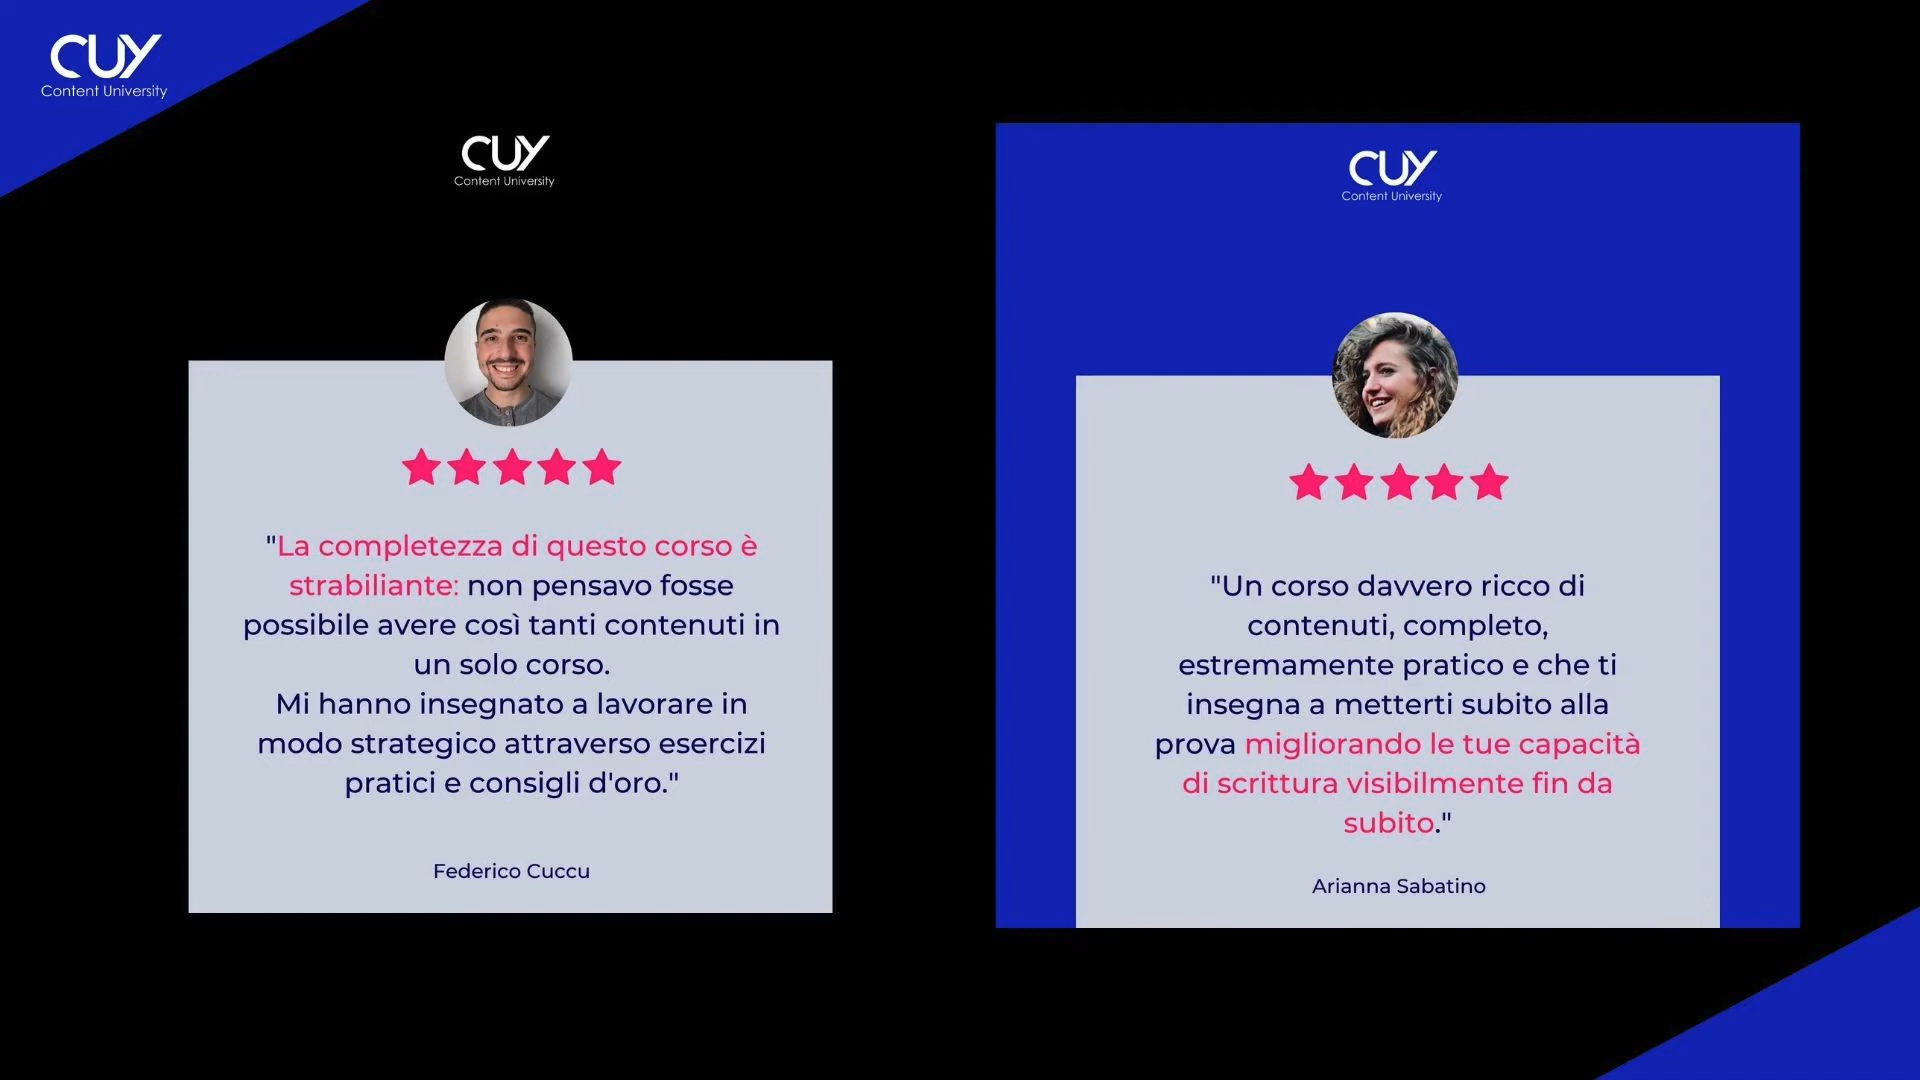 CUY
Content University
CUY
Content University
"La completezza di questo corso è
strabiliante: non pensavo fosse
possibile avere così tanti contenuti in
un solo corso.
Mi hanno insegnato a lavorare in
modo strategico attraverso esercizi
pratici e consigli d'oro."
Federico Cuccu
CUY
Content University
"Un corso davvero ricco di
contenuti, completo,
estremamente pratico e che ti
insegna a metterti subito alla
prova migliorando le tue capacità
di scrittura visibilmente fin da
subito."
Arianna Sabatino